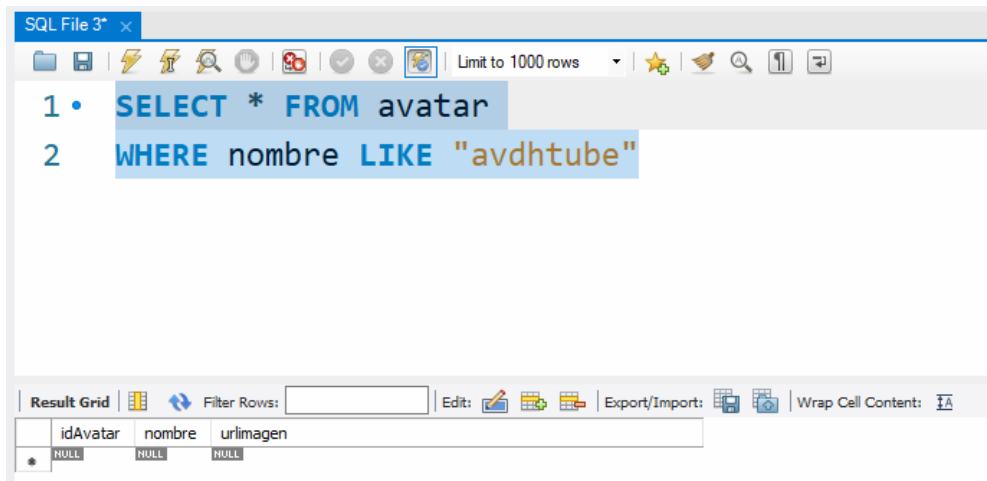 SQL File 3*
Limit to 1000 rows
1 SELECT * FROM avatar
2 WHERE nombre LIKE "avdhtube"
Result Grid Filter Rows: Edit: Export/Import: Wrap Cell Content:
idAvatar nombre urlimagen
NULL NULL NULL